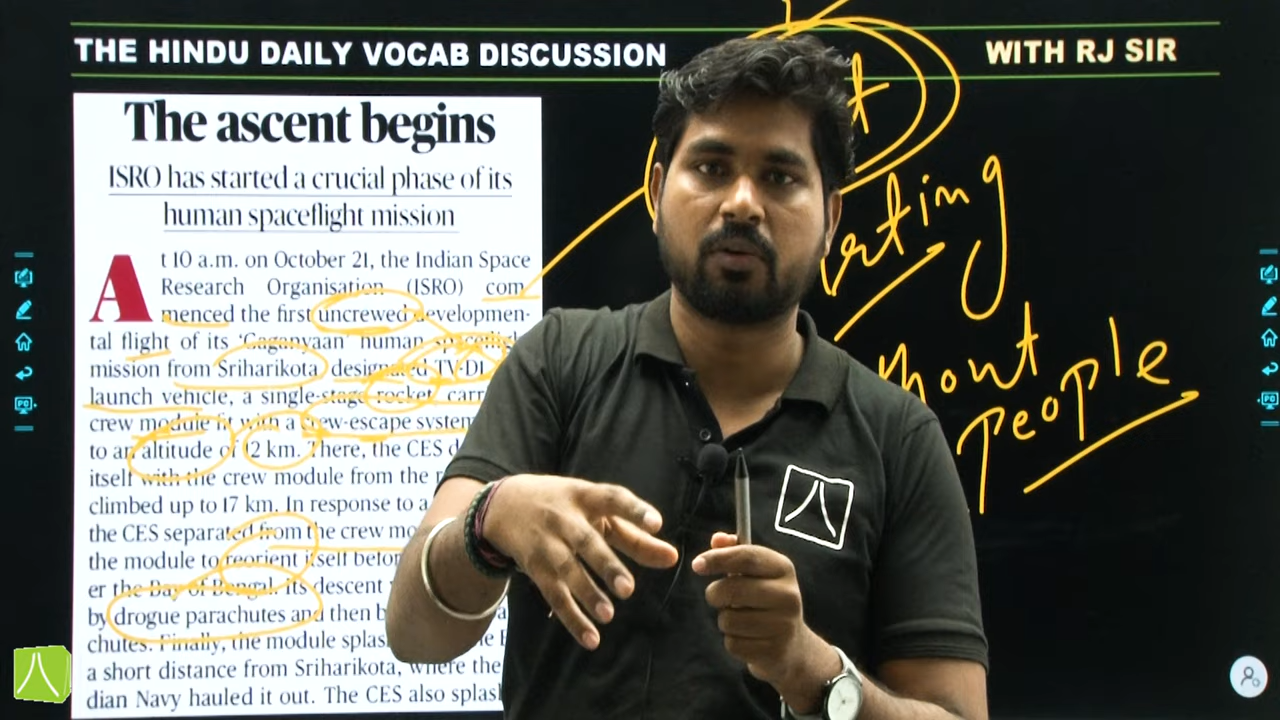 THE HINDU DAILY VOCAB DISCUSSION
WITH RJ SIR
The ascent begins
ISRO has started a crucial phase of its
human spaceflight mission
At 10 a.m. on October 21, the Indian Space
Research Organisation (ISRO) com
menced the first uncrewed developmen-
tal flight of its 'Gaganyaan' human spaceflight
mission from Sriharikota designated TV-D1
launch vehicle, a single-stage rocket, carr
crew module fit with a crew-escape system
to an altitude of 12 km. There, the CES d
itself with the crew module from the r
climbed up to 17 km. In response to a
the CES separated from the crew mo
the module to reorient itself befor
er the Bay of Bengal. Its descent
by drogue parachutes and then b
chutes. Finally, the module splas
a short distance from Sriharikota, where the
dian Navy hauled it out. The CES also splas
t
rting
hout
people
PC
PC